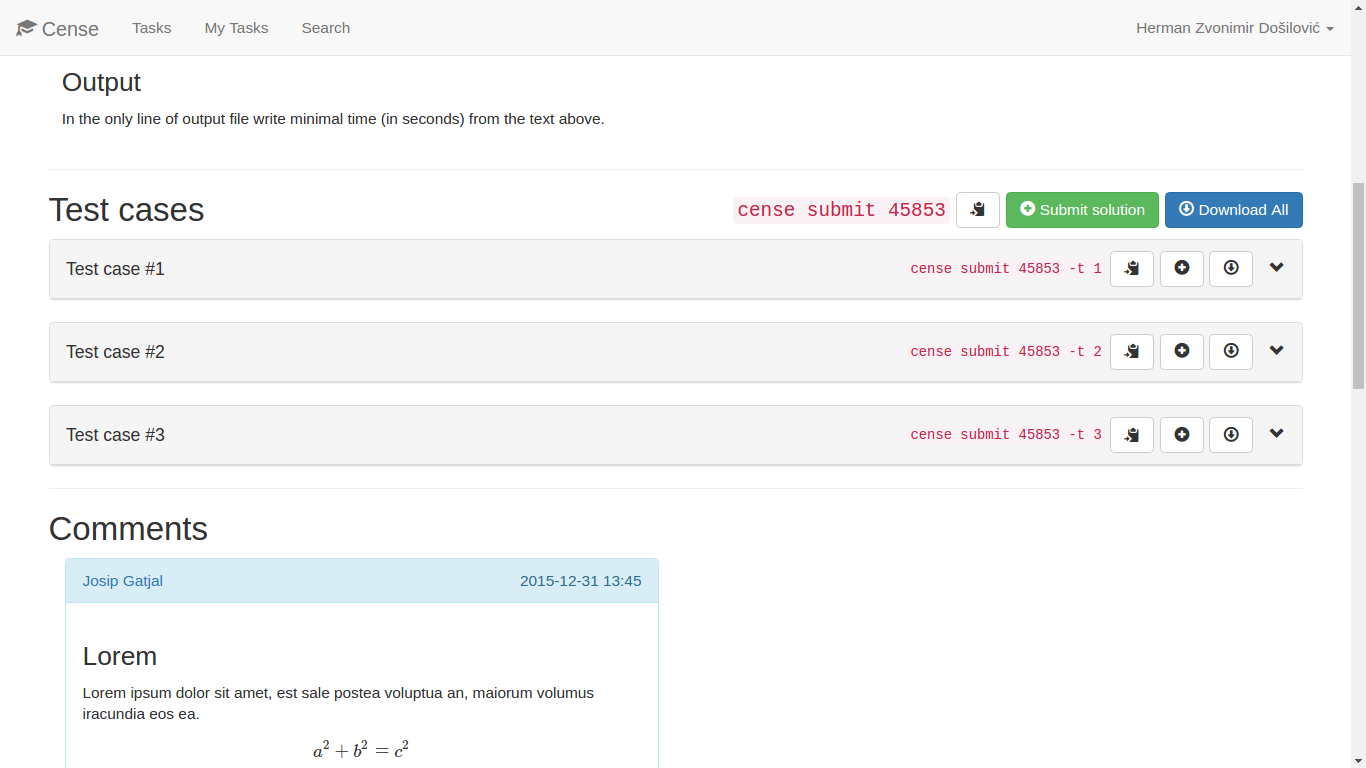 Cense Tasks My Tasks Search Herman Zvonimir Došilović
Output
In the only line of output file write minimal time (in seconds) from the text above.
Test cases cense submit 45853 Submit solution Download All
Test case #1 cense submit 45853 -t 1
Test case #2 cense submit 45853 -t 2
Test case #3 cense submit 45853 -t 3
Comments
Josip Gatjal 2015-12-31 13:45
Lorem
Lorem ipsum dolor sit amet, est sale postea voluptua an, maiorum volumus
iracundia eos ea.
a² + b² = c²